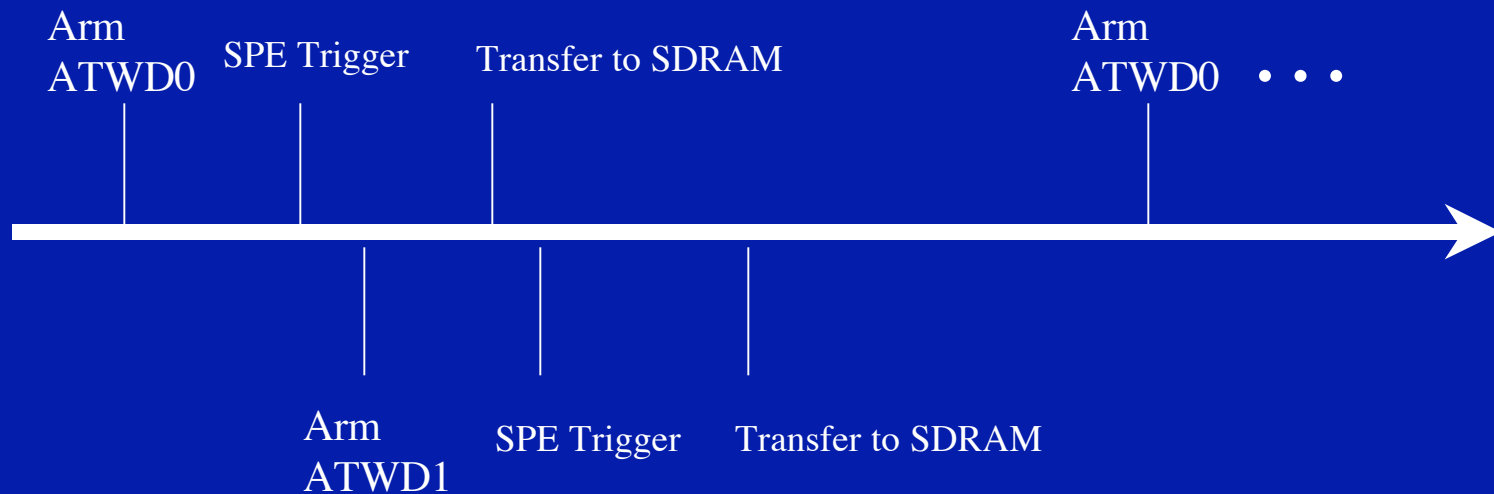 Arm
ATWD0
SPE Trigger
Transfer to SDRAM
Arm
ATWD0 • • •
Arm
ATWD1
SPE Trigger
Transfer to SDRAM